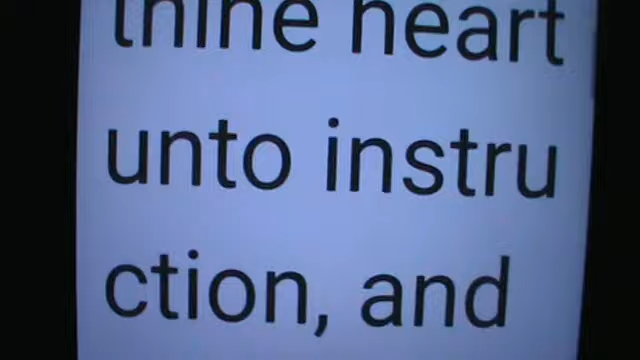 thine heart
unto instru
ction, and